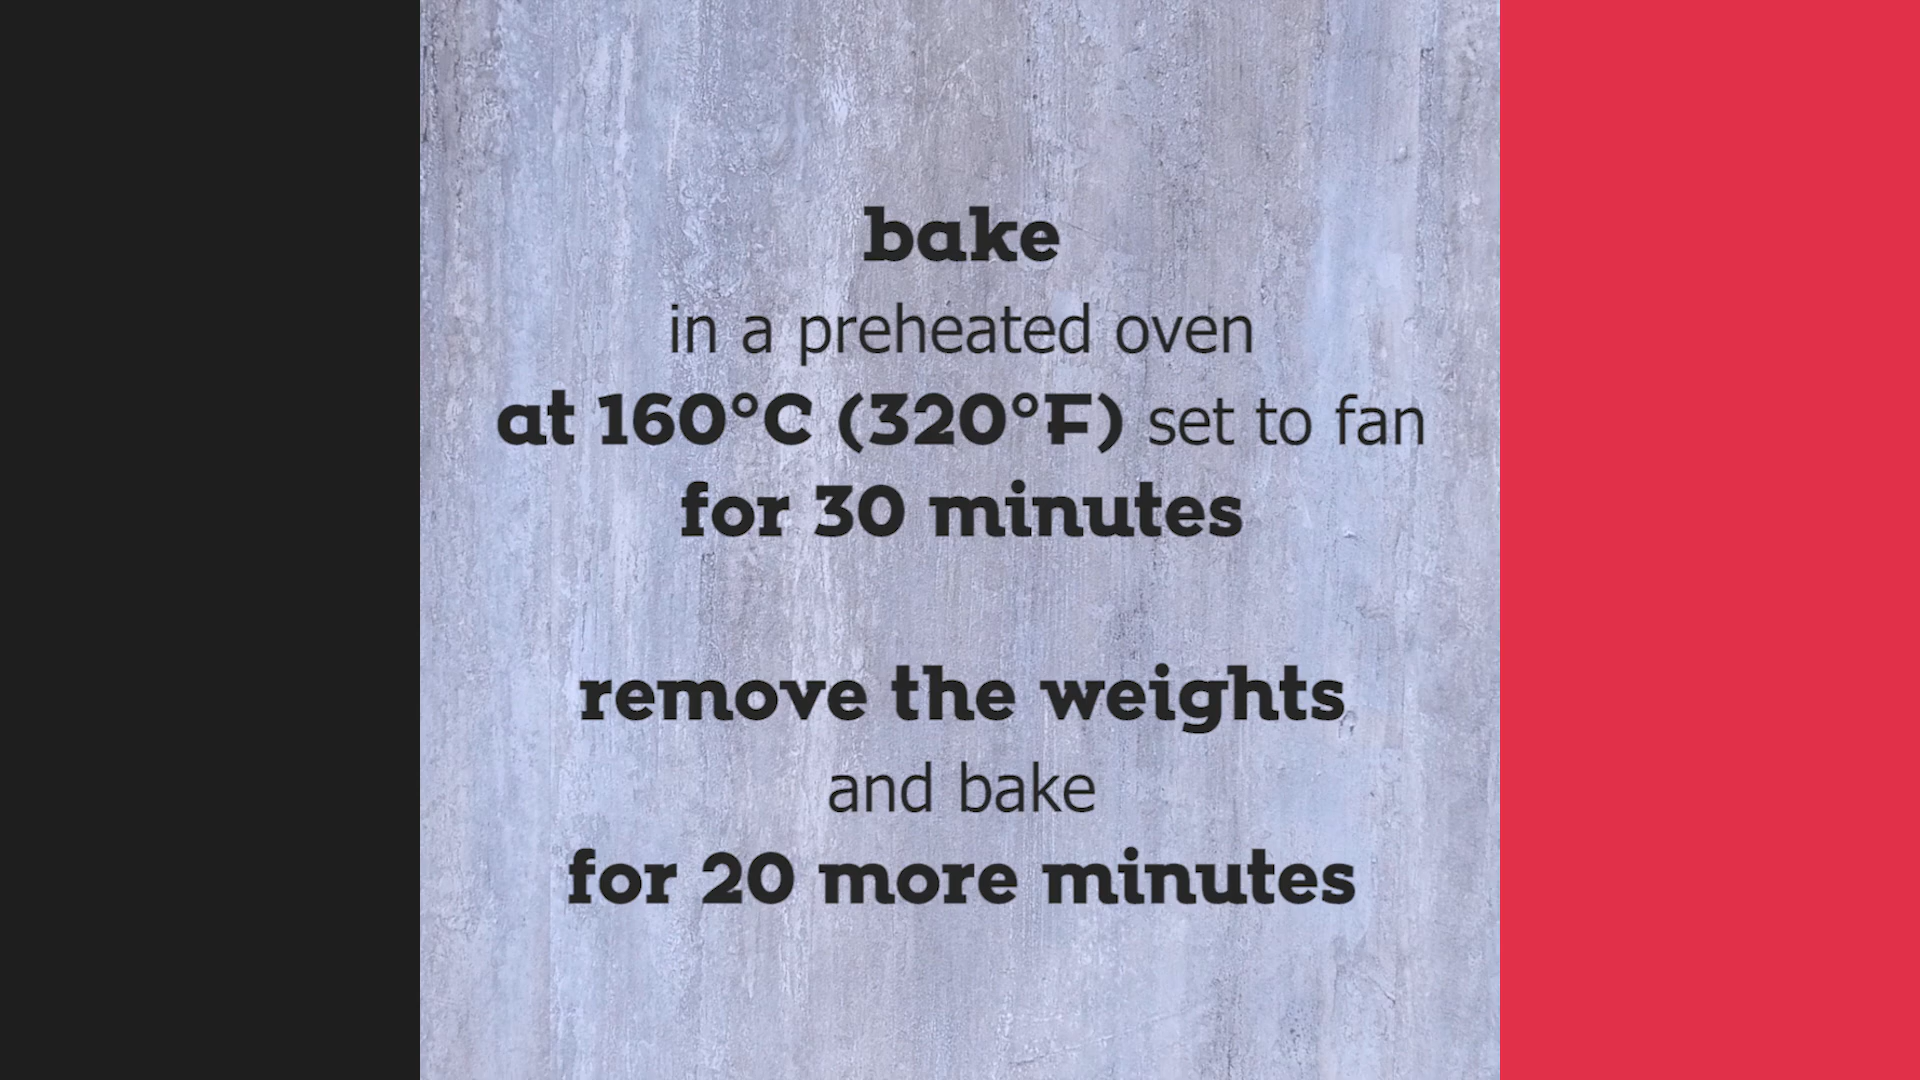 bake
in a preheated oven
at 160°C (320°F) set to fan
for 30 minutes
remove the weights
and bake
for 20 more minutes